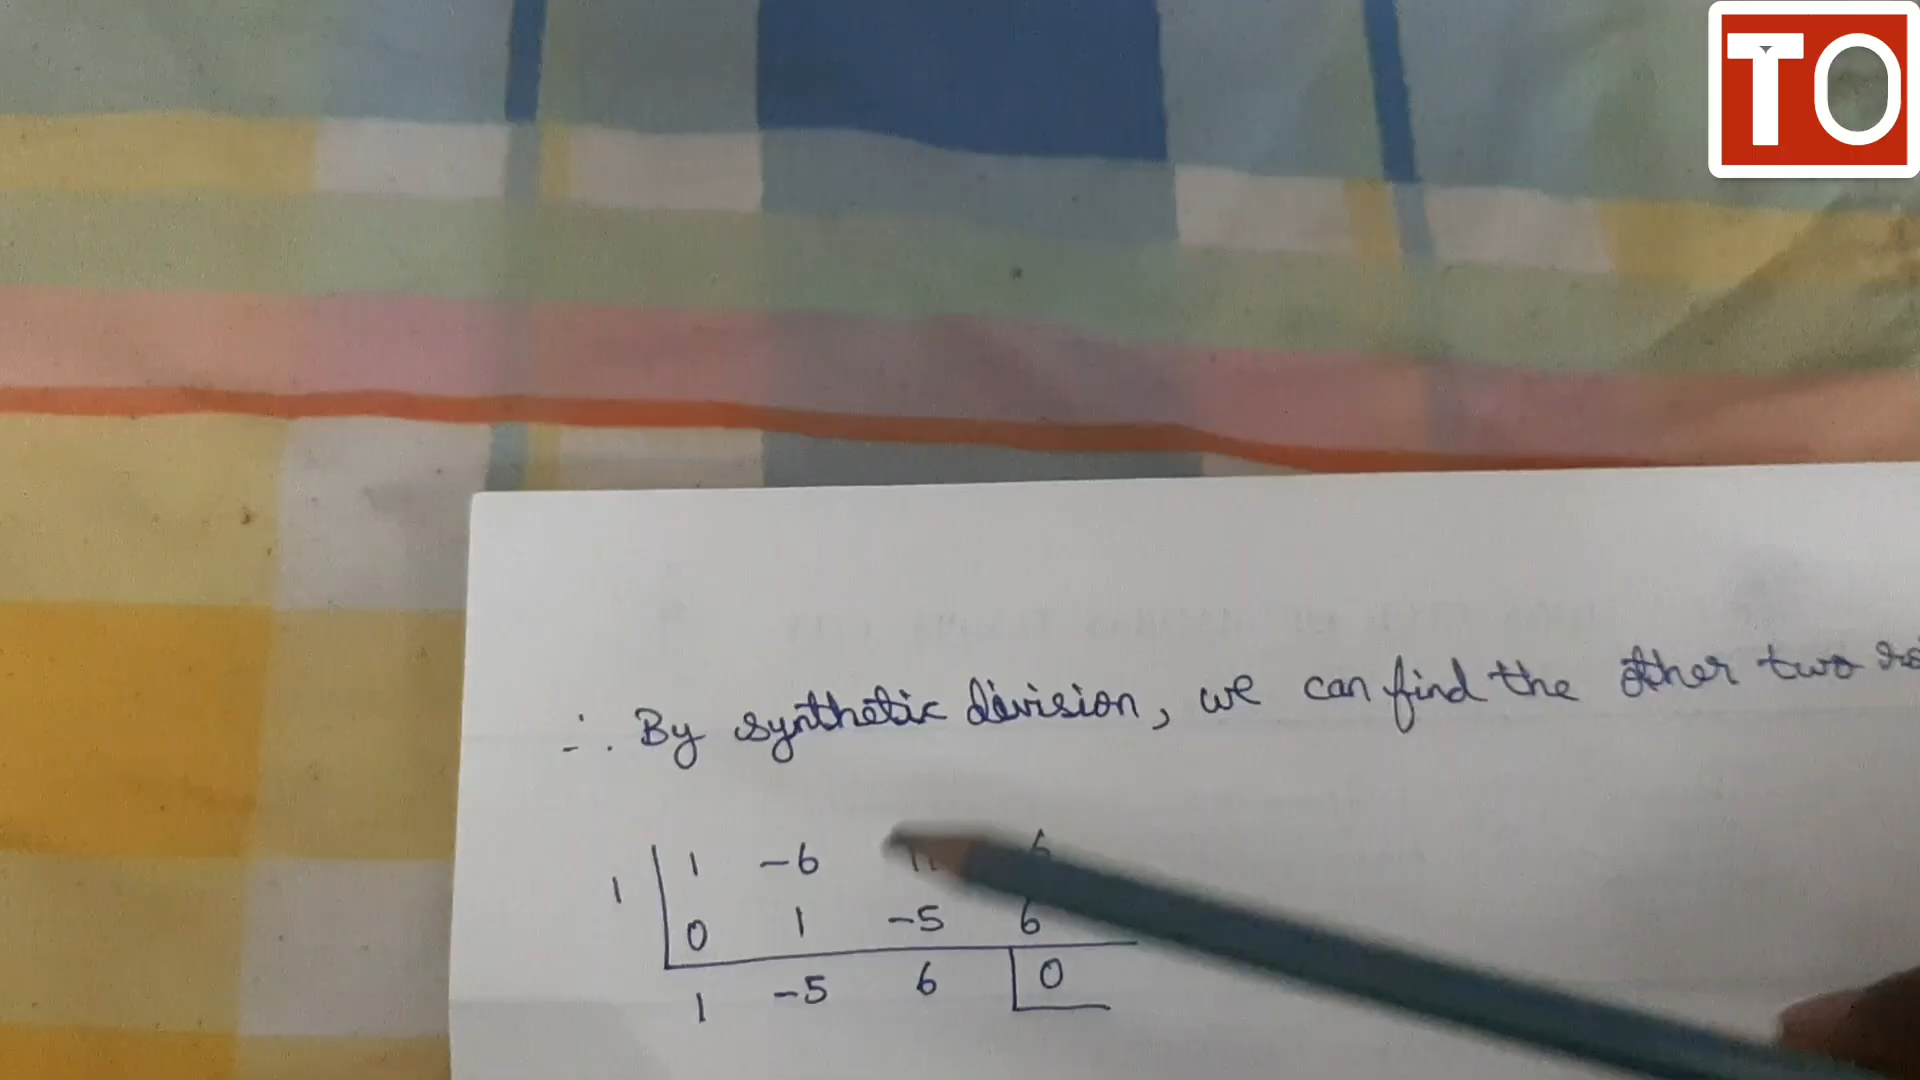 TO
∴ By synthetic division, we can find the other two
1 | 1 -6 11 6
0 1 -5 6
1 -5 6 | 0